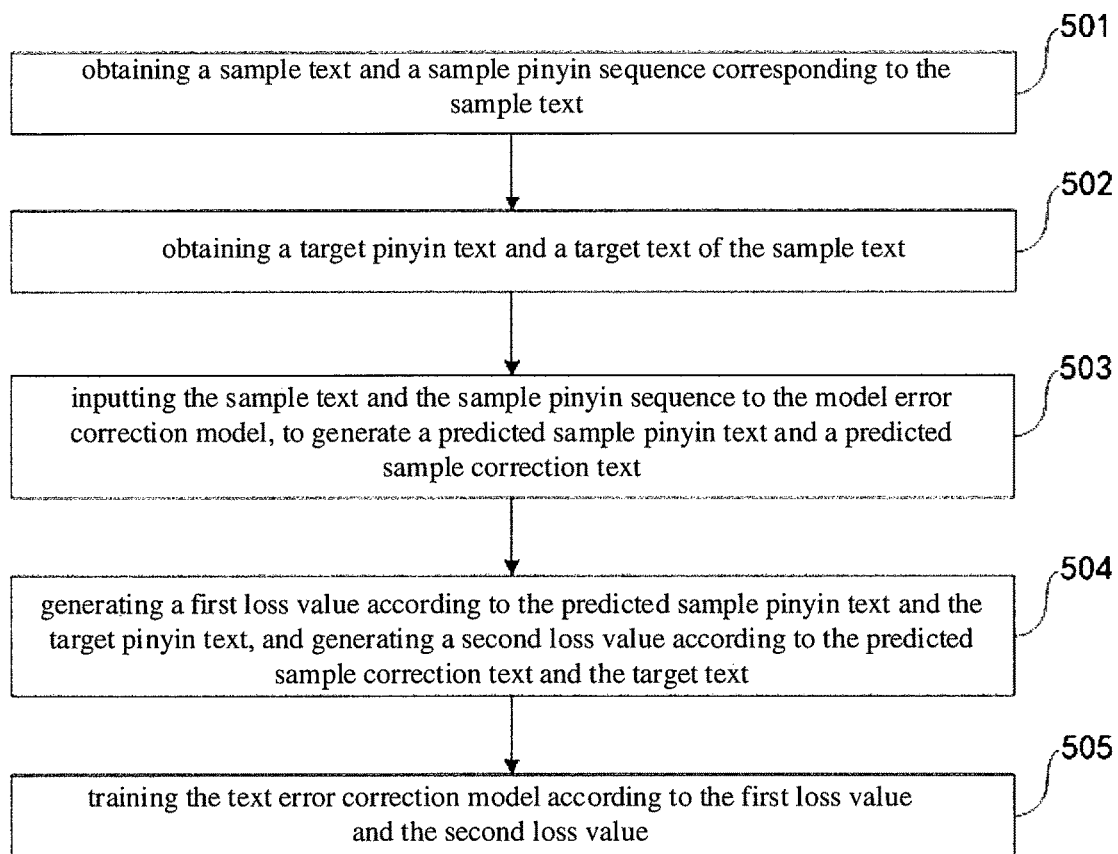 501
obtaining a sample text and a sample pinyin sequence corresponding to the
sample text
502
obtaining a target pinyin text and a target text of the sample text
503
inputting the sample text and the sample pinyin sequence to the model error
correction model, to generate a predicted sample pinyin text and a predicted
sample correction text
504
generating a first loss value according to the predicted sample pinyin text and the
target pinyin text, and generating a second loss value according to the predicted
sample correction text and the target text
505
training the text error correction model according to the first loss value
and the second loss value